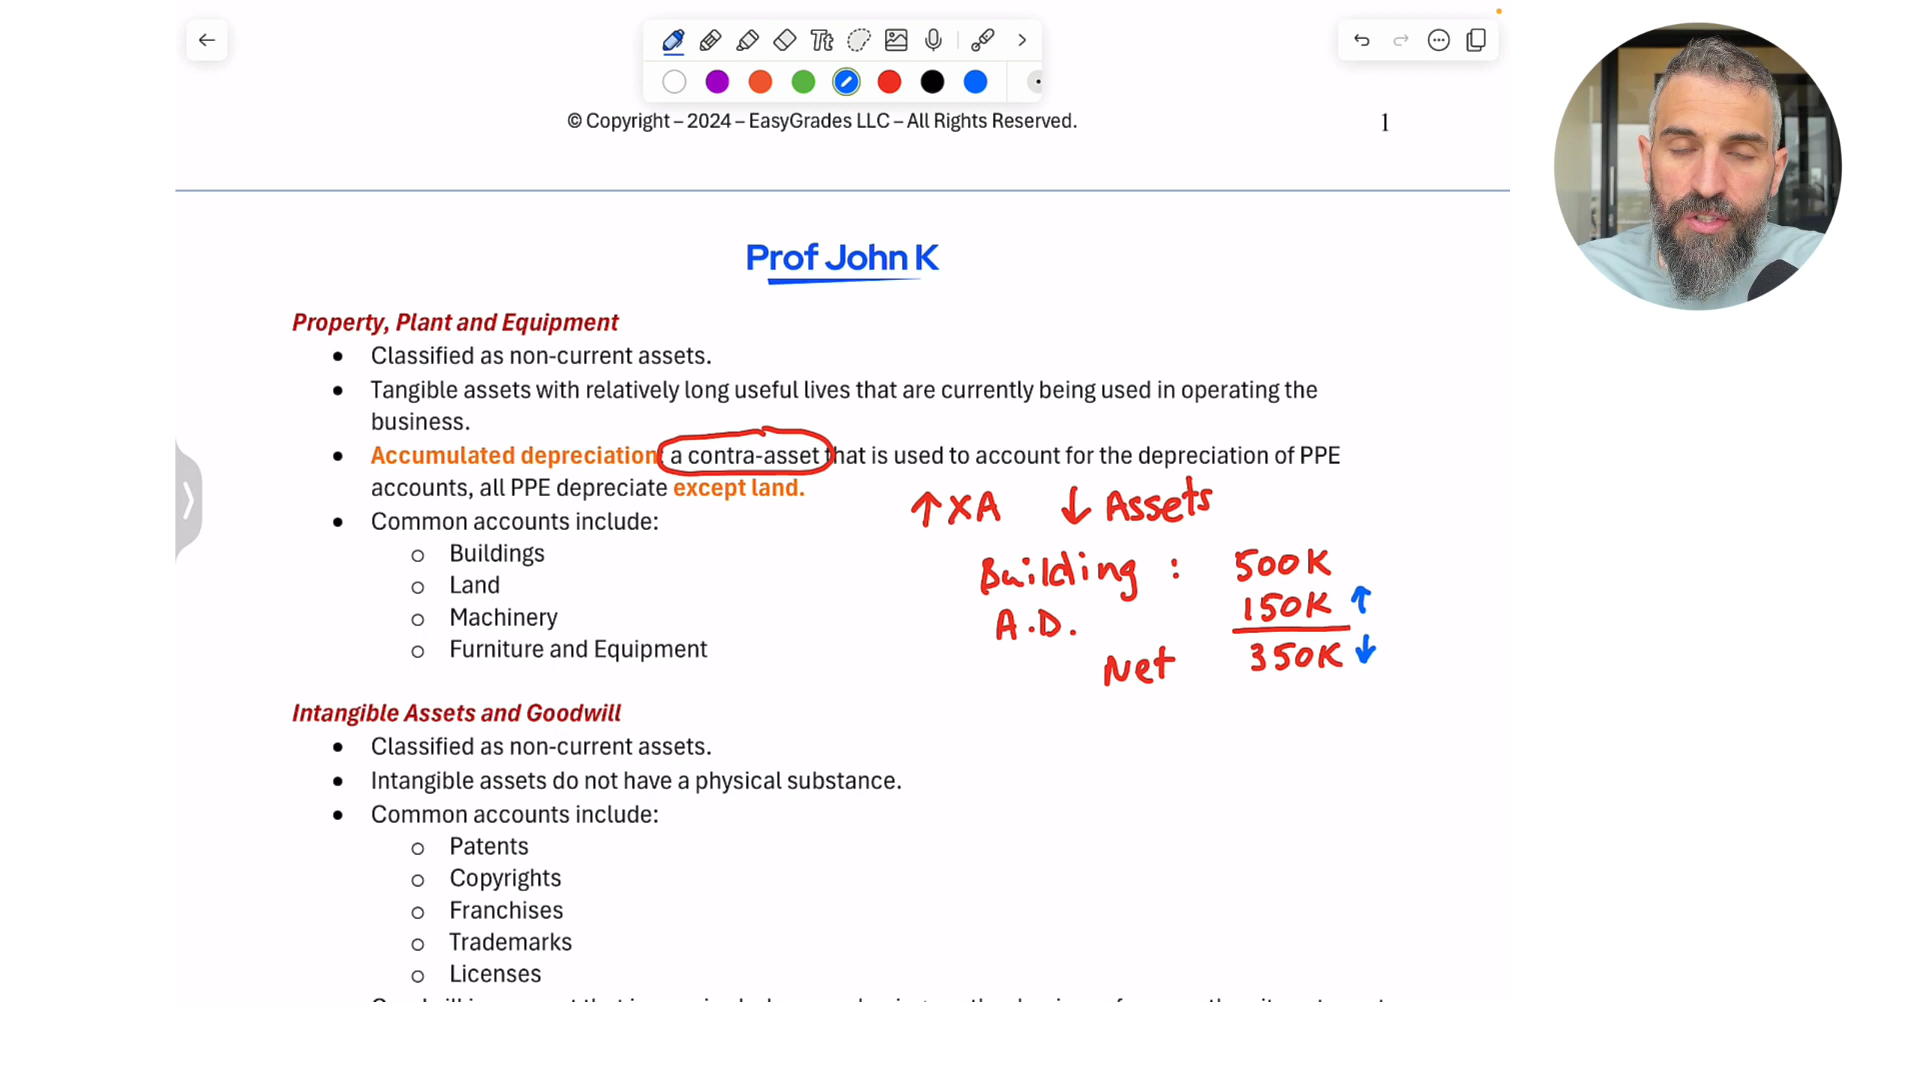 Tt
© Copyright – 2024 – EasyGrades LLC – All Rights Reserved.
1
Prof John K
Property, Plant and Equipment
• Classified as non-current assets.
• Tangible assets with relatively long useful lives that are currently being used in operating the
business.
• Accumulated depreciation: a contra-asset that is used to account for the depreciation of PPE
accounts, all PPE depreciate except land.
↑XA ↓ Assets
• Common accounts include:
o Buildings
Building : 500K
o Land
150K ↑
o Machinery
A.D.
o Furniture and Equipment
Net 350K ↓
Intangible Assets and Goodwill
• Classified as non-current assets.
• Intangible assets do not have a physical substance.
• Common accounts include:
o Patents
o Copyrights
o Franchises
o Trademarks
o Licenses